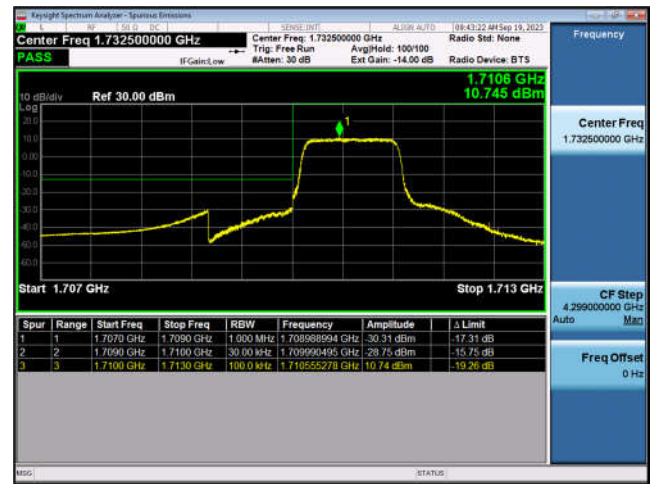 Keysight Spectrum Analyzer - Spurious Emissions
L RF 50 Ω DC SENSE:INT ALIGN AUTO 09:43:22 AM Sep 19, 2023
Center Freq 1.732500000 GHz Center Freq: 1.732500000 GHz Radio Std: None Frequency
Trig: Free Run Avg|Hold: 100/100
PASS IFGain:Low #Atten: 30 dB Ext Gain: -14.00 dB Radio Device: BTS
1.7106 GHz
10 dB/div Ref 30.00 dBm 10.745 dBm
Log
20.0
10.0
0.00
10.0
20.0
30.0
40.0
50.0
60.0
1
Center Freq
1.732500000 GHz
Start 1.707 GHz Stop 1.713 GHz
CF Step
4.299000000 GHz
Auto Man
Spur Range Start Freq Stop Freq RBW Frequency Amplitude Δ Limit
1 1 1.7070 GHz 1.7090 GHz 1.000 MHz 1.708988994 GHz -30.31 dBm -17.31 dB
2 2 1.7090 GHz 1.7100 GHz 30.00 kHz 1.709990495 GHz -28.75 dBm -15.75 dB
3 3 1.7100 GHz 1.7130 GHz 100.0 kHz 1.710555278 GHz 10.74 dBm -19.26 dB
Freq Offset
0 Hz
MSG STATUS